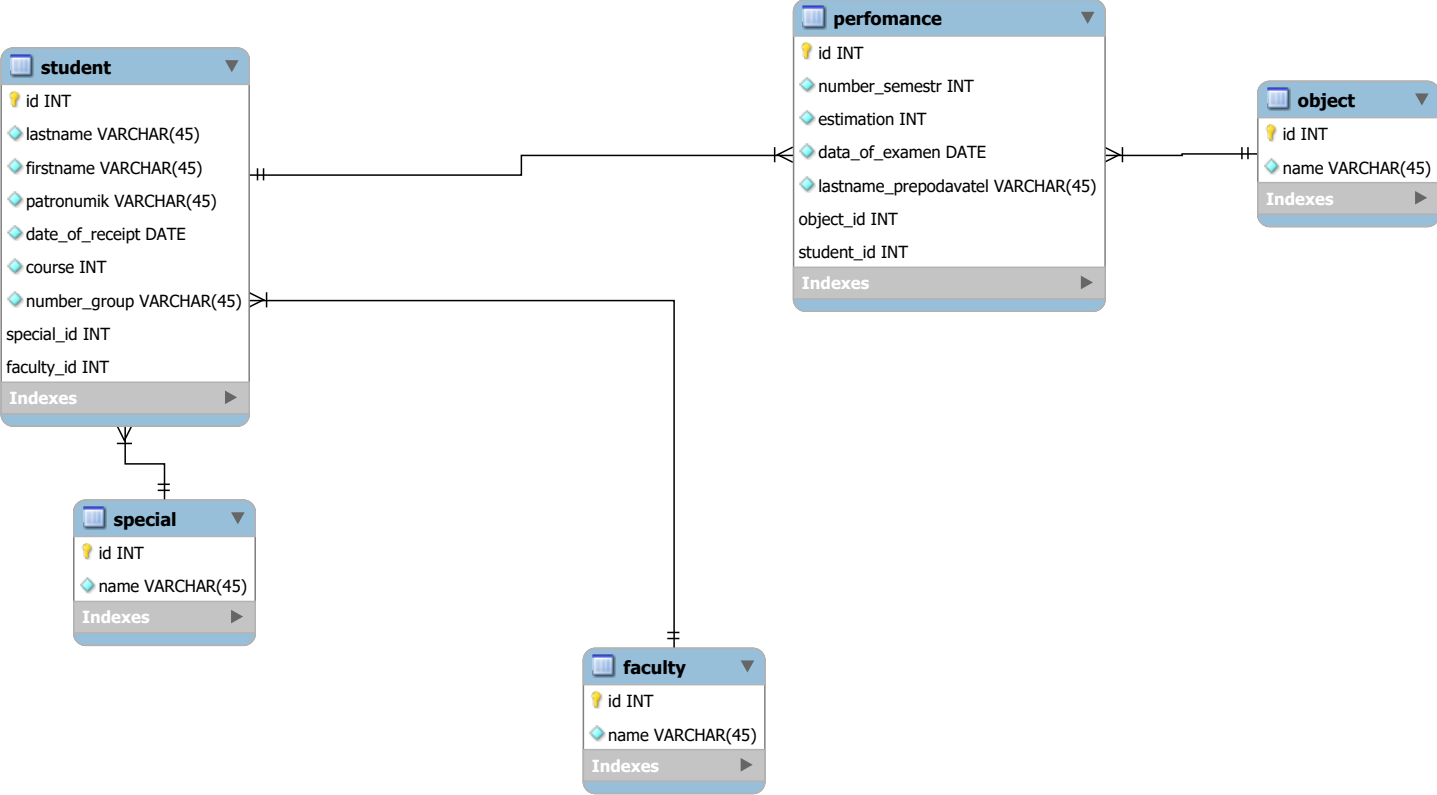 student
id INT
lastname VARCHAR(45)
firstname VARCHAR(45)
patronumik VARCHAR(45)
date_of_receipt DATE
course INT
number_group VARCHAR(45)
special_id INT
faculty_id INT
Indexes
perfomance
id INT
number_semestr INT
estimation INT
data_of_examen DATE
lastname_prepodavatel VARCHAR(45)
object_id INT
student_id INT
Indexes
object
id INT
name VARCHAR(45)
Indexes
special
id INT
name VARCHAR(45)
Indexes
faculty
id INT
name VARCHAR(45)
Indexes